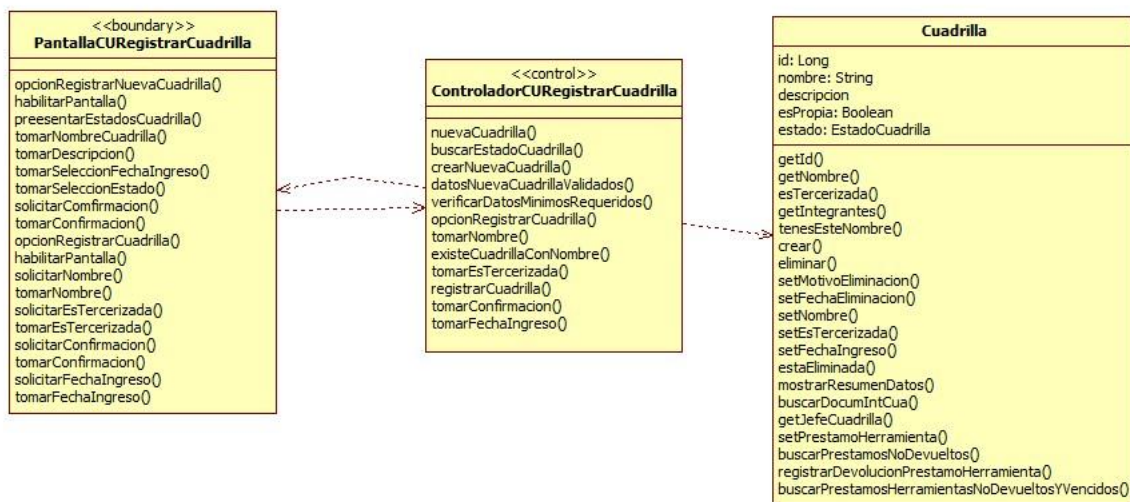 <<boundary>>
PantallaCURegistrarCuadrilla
opcionRegistrarNuevaCuadrilla()
habilitarPantalla()
preesentarEstadosCuadrilla()
tomarNombreCuadrilla()
tomarDescripcion()
tomarSeleccionFechaIngreso()
tomarSeleccionEstado()
solicitarComfirmacion()
tomarConfirmacion()
opcionRegistrarCuadrilla()
habilitarPantalla()
solicitarNombre()
tomarNombre()
solicitarEsTercerizada()
tomarEsTercerizada()
solicitarConfirmacion()
tomarConfirmacion()
solicitarFechaIngreso()
tomarFechaIngreso()
<<control>>
ControladorCURegistrarCuadrilla
nuevaCuadrilla()
buscarEstadoCuadrilla()
crearNuevaCuadrilla()
datosNuevaCuadrillaValidados()
verificarDatosMinimosRequeridos()
opcionRegistrarCuadrilla()
tomarNombre()
existeCuadrillaConNombre()
tomarEsTercerizada()
registrarCuadrilla()
tomarConfirmacion()
tomarFechaIngreso()
Cuadrilla
id: Long
nombre: String
descripcion
esPropia: Boolean
estado: EstadoCuadrilla
getId()
getNombre()
esTercerizada()
getIntegrantes()
tenesEsteNombre()
crear()
eliminar()
setMotivoEliminacion()
setFechaEliminacion()
setNombre()
setEsTercerizada()
setFechaIngreso()
estaEliminada()
mostrarResumenDatos()
buscarDocumIntCua()
getJefeCuadrilla()
setPrestamoHerramienta()
buscarPrestamosNoDevueltos()
registrarDevolucionPrestamoHerramienta()
buscarPrestamosHerramientasNoDevueltosYVencidos()